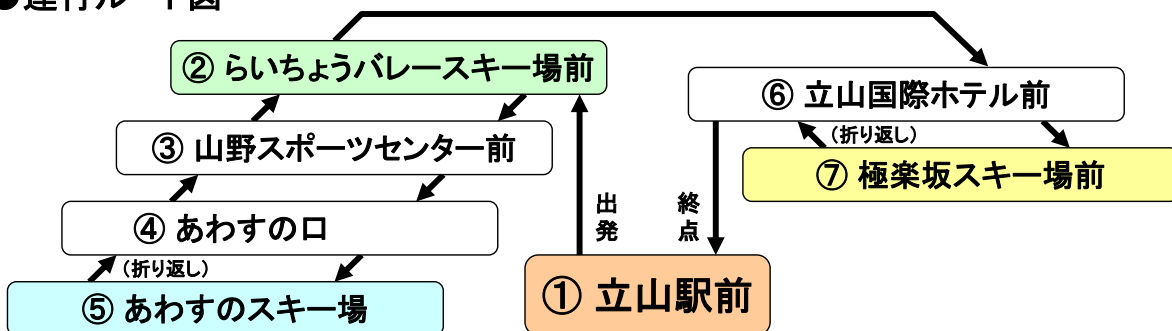 ●運行ルート図
② らいちょうバレースキー場前
⑥ 立山国際ホテル前
③ 山野スポーツセンター前
(折り返し)
⑦ 極楽坂スキー場前
④ あわすの口
出発
終点
(折り返し)
⑤ あわすのスキー場
① 立山駅前